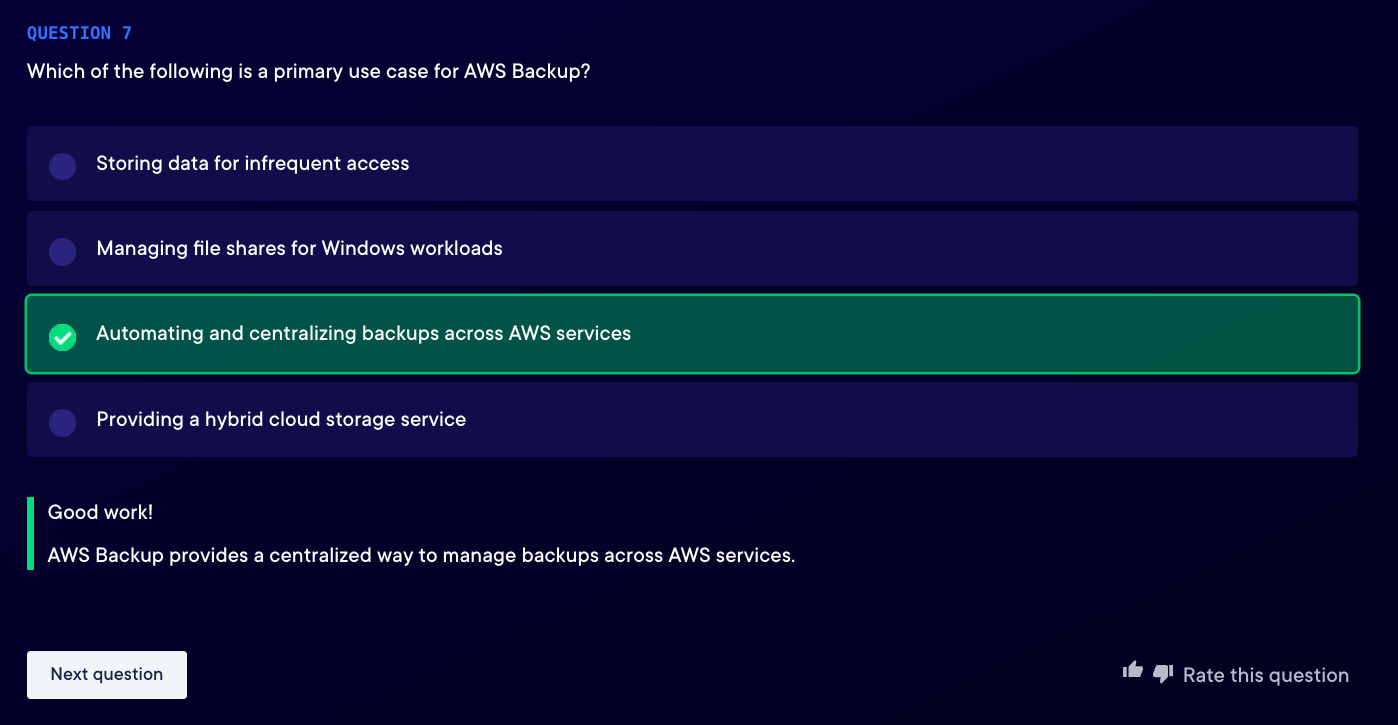 QUESTION 7
Which of the following is a primary use case for AWS Backup?
Storing data for infrequent access
Managing file shares for Windows workloads
Automating and centralizing backups across AWS services
Providing a hybrid cloud storage service
Good work!
AWS Backup provides a centralized way to manage backups across AWS services.
Next question
Rate this question